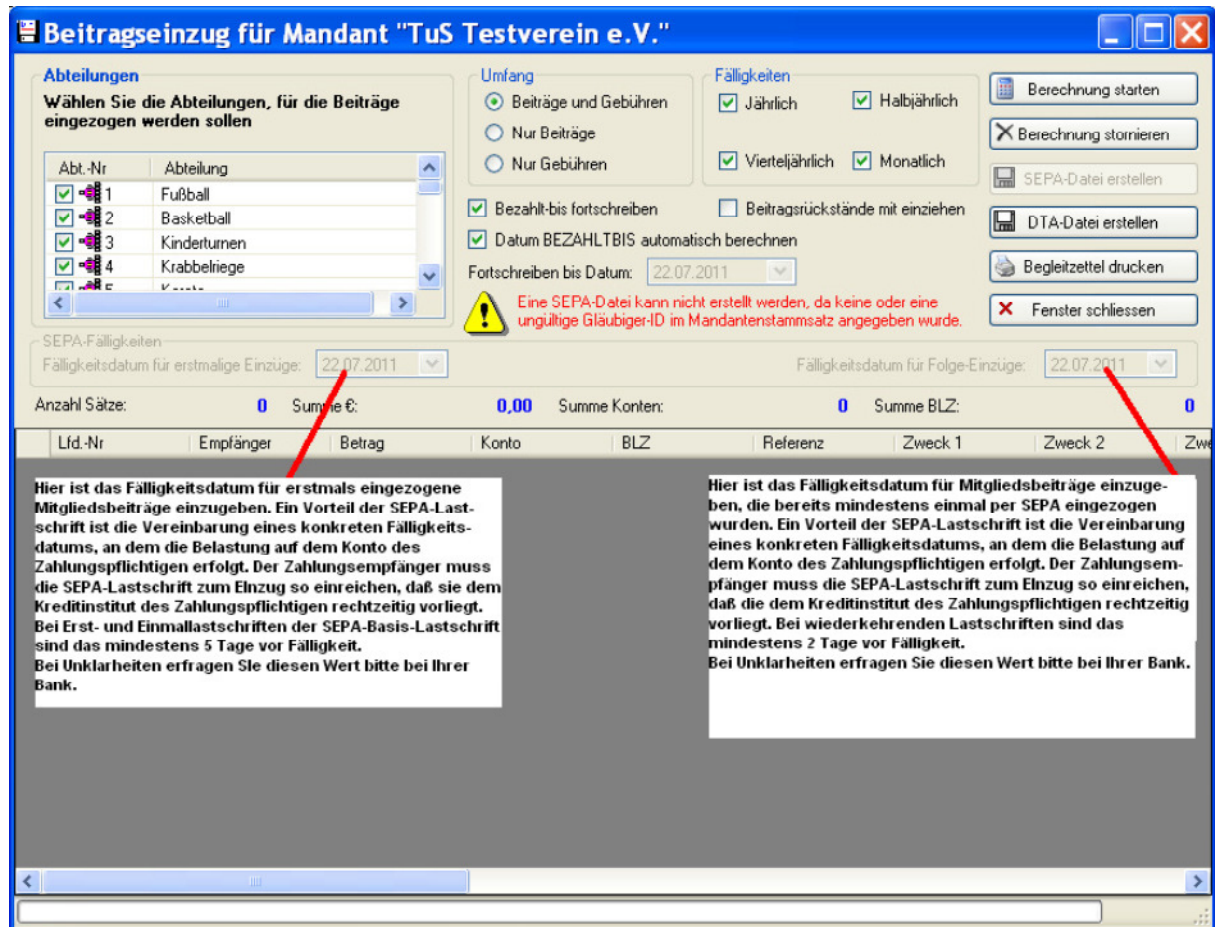 Beitragseinzug für Mandant "TuS Testverein e.V."
Abteilungen
Wählen Sie die Abteilungen, für die Beiträge
eingezogen werden sollen
Abt.-Nr Abteilung
1 Fußball
2 Basketball
3 Kinderturnen
4 Krabbelriege
Umfang
Beiträge und Gebühren
Nur Beiträge
Nur Gebühren
Fälligkeiten
Jährlich Halbjährlich
Vierteljährlich Monatlich
Bezahlt-bis fortschreiben Beitragsrückstände mit einziehen
Datum BEZAHLTBIS automatisch berechnen
Fortschreiben bis Datum: 22.07.2011
Eine SEPA-Datei kann nicht erstellt werden, da keine oder eine
ungültige Gläubiger-ID im Mandantenstammsatz angegeben wurde.
Berechnung starten
Berechnung stornieren
SEPA-Datei erstellen
DTA-Datei erstellen
Begleitzettel drucken
Fenster schliessen
SEPA-Fälligkeiten
Fälligkeitsdatum für erstmalige Einzüge: 22.07.2011 Fälligkeitsdatum für Folge-Einzüge: 22.07.2011
Anzahl Sätze: 0 Summe €: 0,00 Summe Konten: 0 Summe BLZ: 0
Lfd.-Nr Empfänger Betrag Konto BLZ Referenz Zweck 1 Zweck 2 Zwe
Hier ist das Fälligkeitsdatum für erstmals eingezogene
Mitgliedsbeiträge einzugeben. Ein Vorteil der SEPA-Last-
schrift ist die Vereinbarung eines konkreten Fälligkeits-
datums, an dem die Belastung auf dem Konto des
Zahlungspflichtigen erfolgt. Der Zahlungsempfänger muss
die SEPA-Lastschrift zum EInzug so einreichen, daß sie dem
Kreditinstitut des Zahlungspflichtigen rechtzeitig vorliegt.
Bei Erst- und Einmallastschriften der SEPA-Basis-Lastschrift
sind das mindestens 5 Tage vor Fälligkeit.
Bei Unklarheiten erfragen SIe diesen Wert bitte bei Ihrer
Bank.
Hier ist das Fälligkeitsdatum für Mitgliedsbeiträge einzuge-
ben, die bereits mindestens einmal per SEPA eingezogen
wurden. Ein Vorteil der SEPA-Lastschrift ist die Vereinbarung
eines konkreten Fälligkeitsdatums, an dem die Belastung auf
dem Konto des Zahlungspflichtigen erfolgt. Der Zahlungsem-
pfänger muss die SEPA-Lastschrift zum EInzug so einreichen,
daß die dem Kreditinstitut des Zahlungspflichtigen rechtzeitig
vorliegt. Bei wiederkehrenden Lastschriften sind das
mindestens 2 Tage vor Fälligkeit.
Bei Unklarheiten erfragen Sie diesen Wert bitte bei Ihrer Bank.